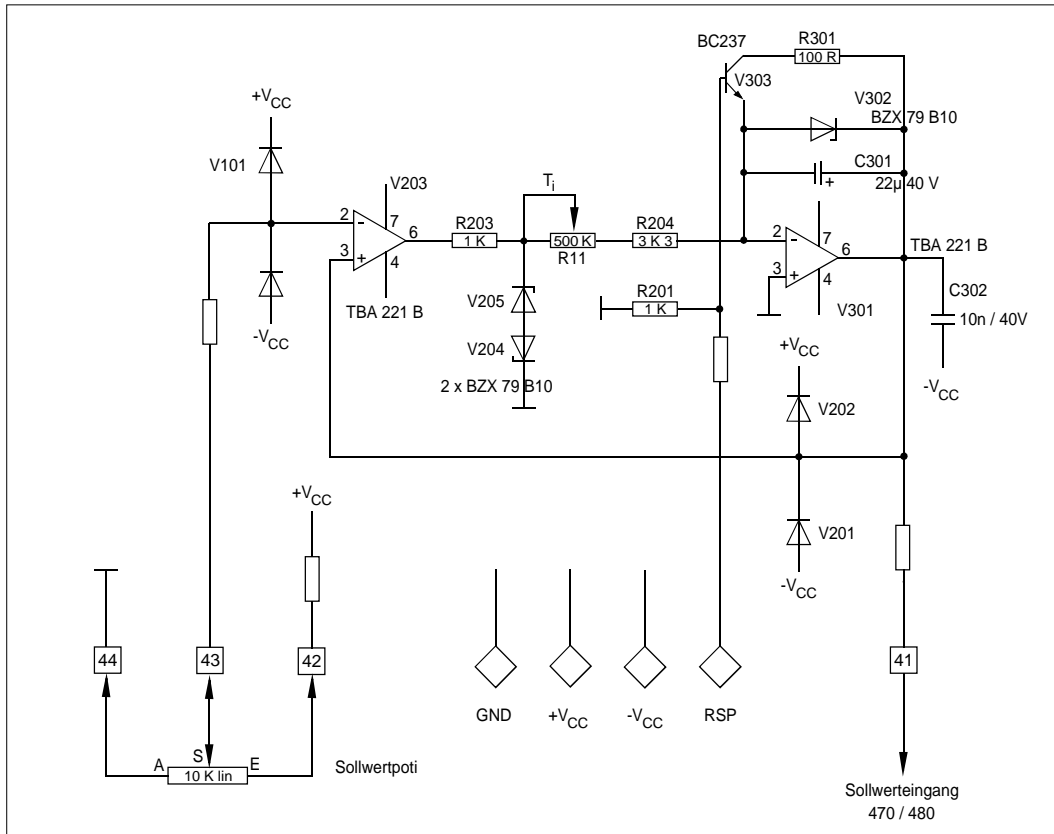 BC237
R301
100 R
V303
+VCC
V302
BZX 79 B10
V101
C301
Ti
V203
+
22µ 40 V
R203
R204
2
-
7
6
1 K
500 K
3 K 3
2
-
7
6
TBA 221 B
3
+
4
R11
3
+
4
R201
C302
V205
1 K
10n / 40V
TBA 221 B
V301
-VCC
V204
+VCC
2 x BZX 79 B10
-VCC
V202
+VCC
V201
-VCC
44
43
42
41
GND
+VCC
-VCC
RSP
A
S
E
Sollwertpoti
10 K lin
Sollwerteingang
470 / 480